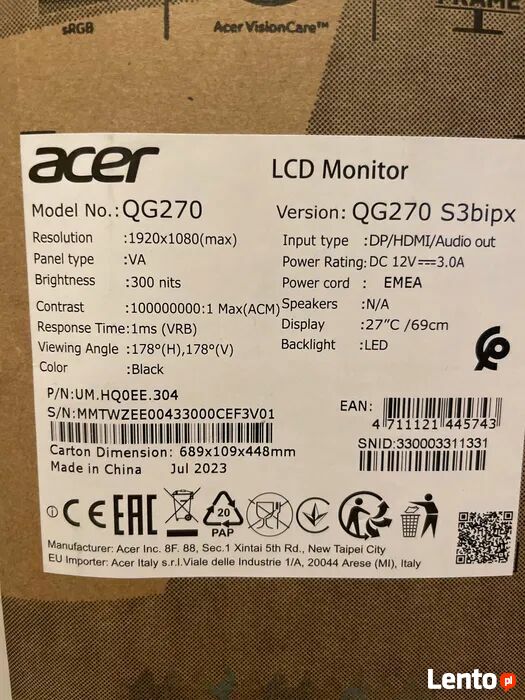 sRGB
Acer VisionCare™
FRAME
acer
LCD Monitor
Model No.:QG270
Version: QG270 S3bipx
Resolution :1920x1080(max)
Input type :DP/HDMI/Audio out
Panel type :VA
Power Rating:DC 12V⎓3.0A
Brightness :300 nits
Power cord : EMEA
Contrast :100000000:1 Max(ACM)
Speakers :N/A
Response Time:1ms (VRB)
Display :27"C /69cm
Viewing Angle :178°(H),178°(V)
Backlight :LED
Color :Black
P/N:UM.HQ0EE.304
S/N:MMTWZEE00433000CEF3V01
EAN:
4 711121 445743
Carton Dimension: 689x109x448mm
SNID:330003311331
Made in China Jul 2023
CE EAC
20
PAP
Manufacturer: Acer Inc. 8F. 88, Sec.1 Xintai 5th Rd., New Taipei City
EU Importer: Acer Italy s.r.l.Viale delle Industrie 1/A, 20044 Arese (MI), Italy
Lento.pl